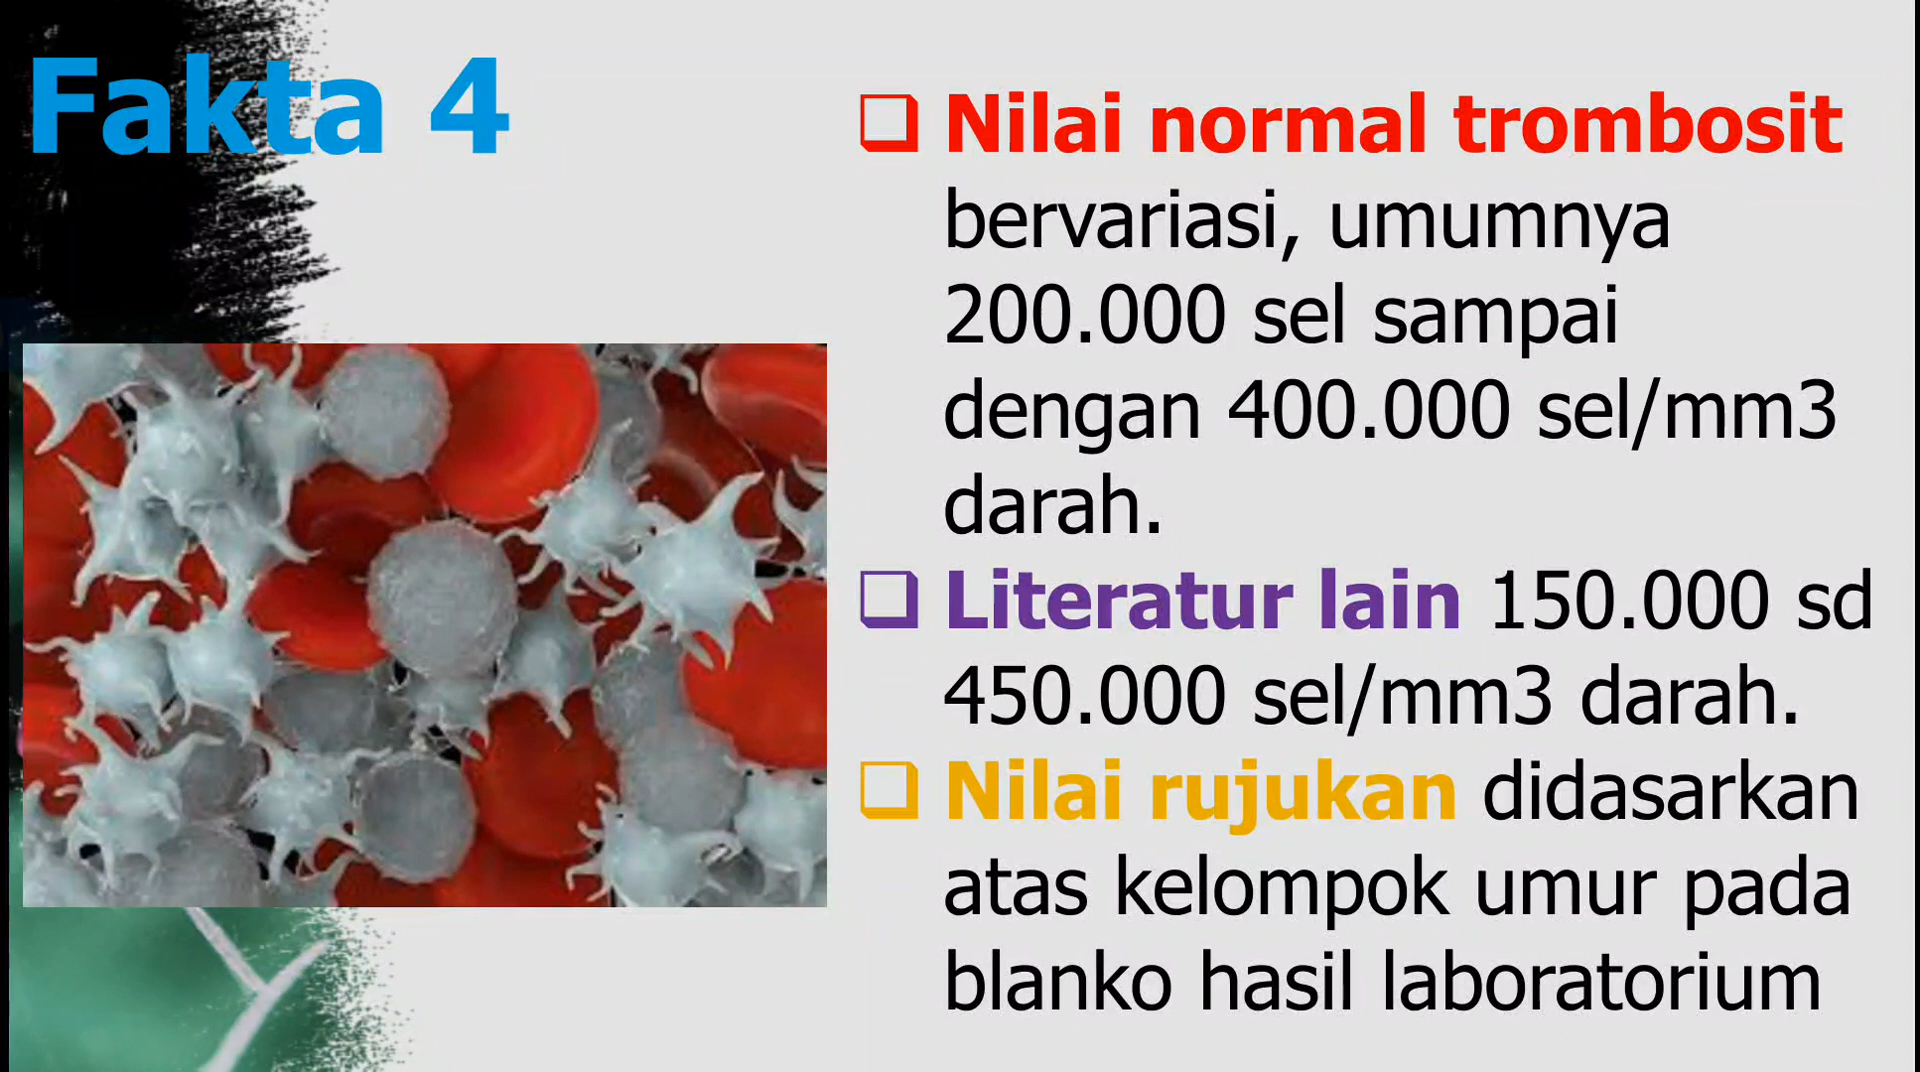 Fakta 4
❑ Nilai normal trombosit
bervariasi, umumnya
200.000 sel sampai
dengan 400.000 sel/mm3
darah.
❑ Literatur lain 150.000 sd
450.000 sel/mm3 darah.
❑ Nilai rujukan didasarkan
atas kelompok umur pada
blanko hasil laboratorium